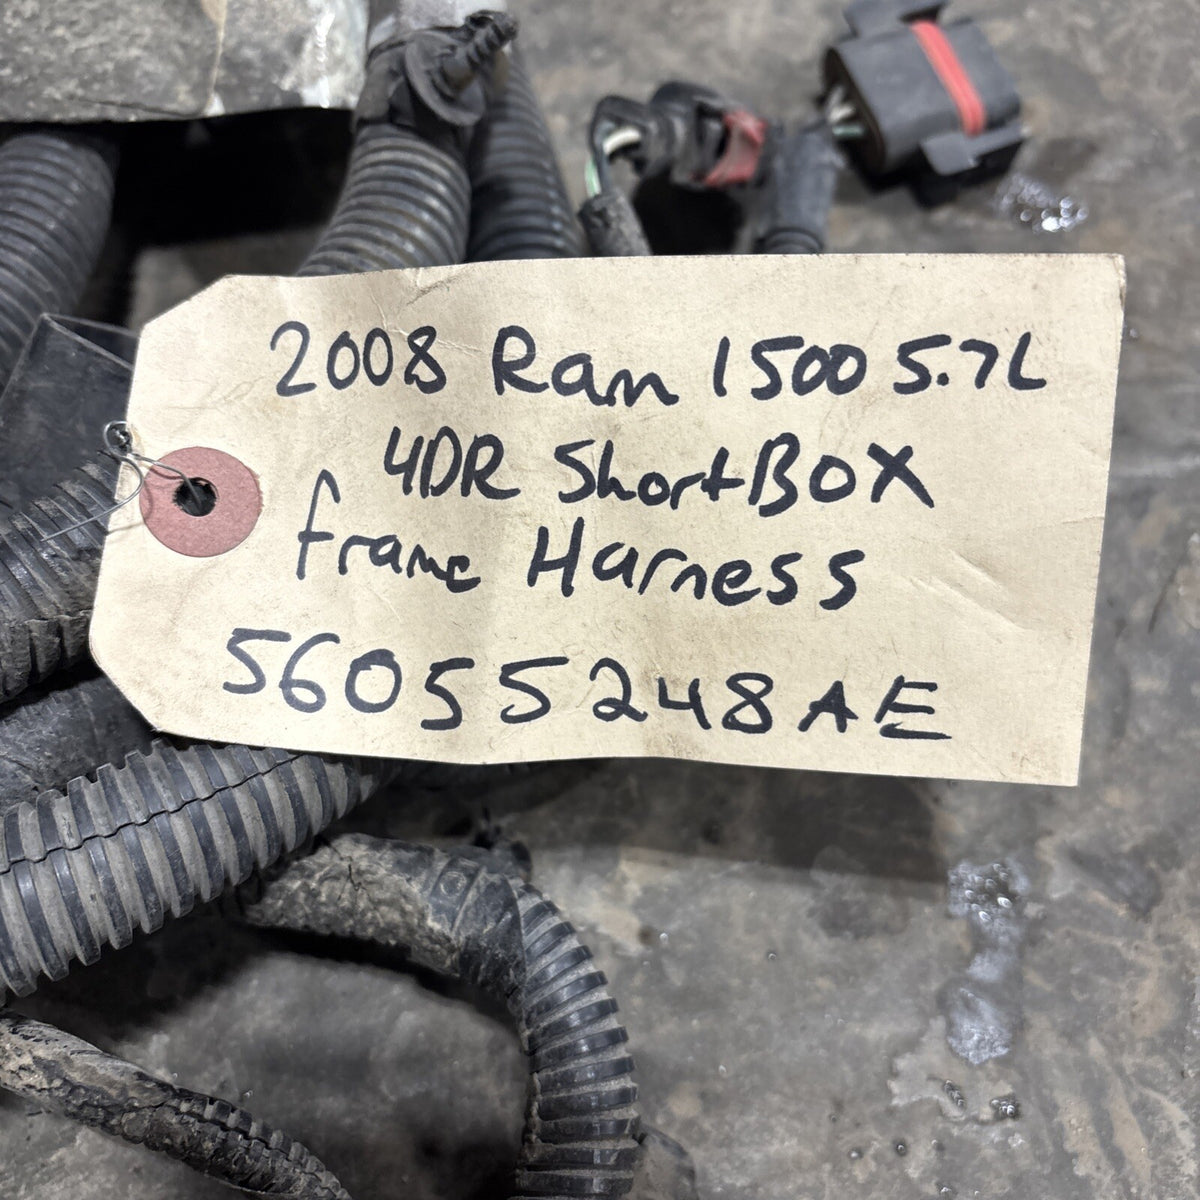 2008 Ram 1500 5.7L
4DR ShortBox
frame Harness
56055248AE